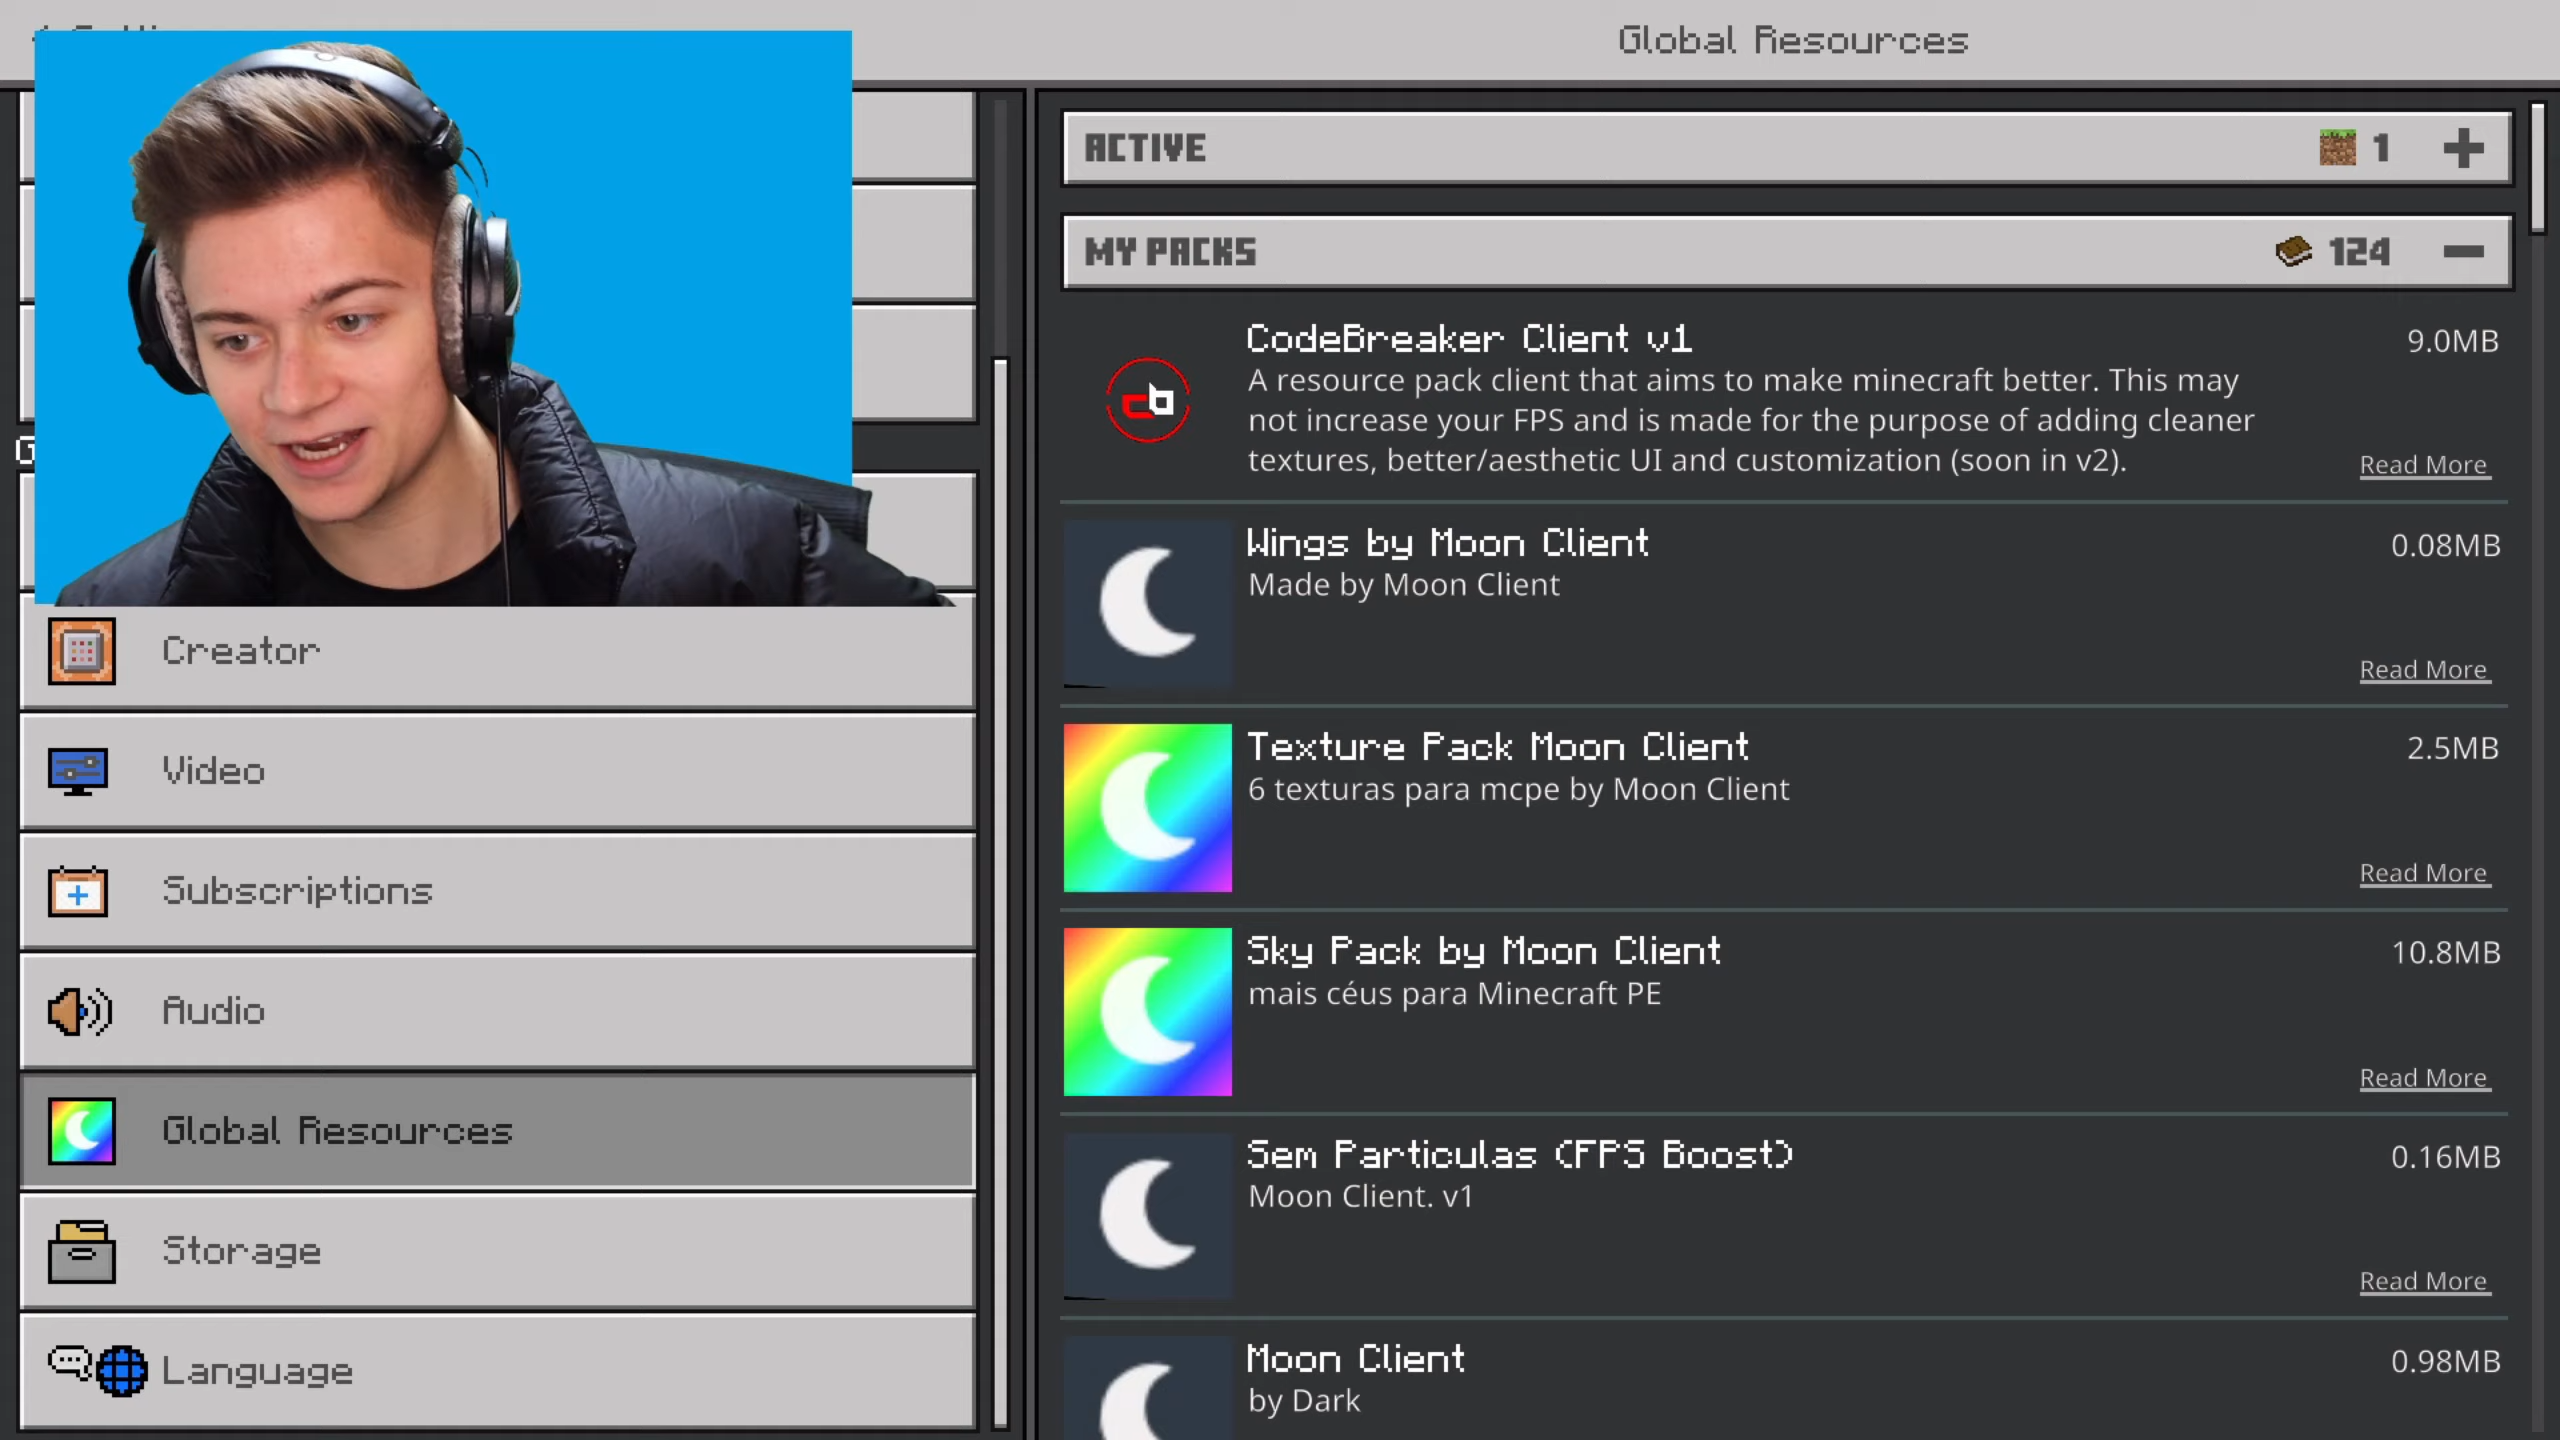 Global Resources
ACTIVE
1
MY PACKS
124
CodeBreaker Client v1
9.0MB
A resource pack client that aims to make minecraft better. This may
not increase your FPS and is made for the purpose of adding cleaner
textures, better/aesthetic UI and customization (soon in v2).
Read More
Wings by Moon Client
0.08MB
Made by Moon Client
Read More
Texture Pack Moon Client
2.5MB
6 texturas para mcpe by Moon Client
Read More
Sky Pack by Moon Client
10.8MB
mais céus para Minecraft PE
Read More
Sem Particulas (FPS Boost)
0.16MB
Moon Client. v1
Read More
Moon Client
0.98MB
by Dark
Creator
Video
Subscriptions
Audio
Global Resources
Storage
Language
cb